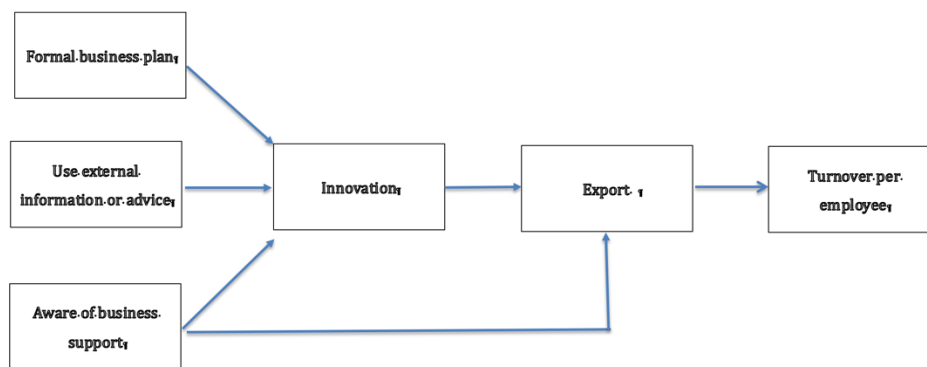 Formal business plan¶
Use external
information or advice¶
Innovation¶
Export ¶
Turnover per
employee¶
Aware of business
support¶